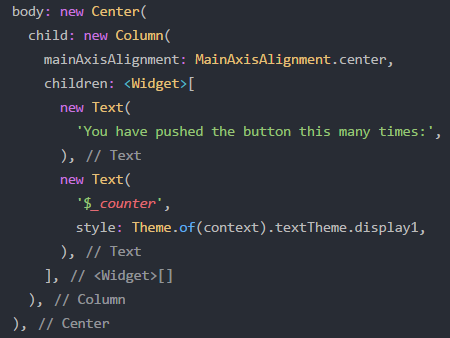 body: new Center(
  child: new Column(
    mainAxisAlignment: MainAxisAlignment.center,
    children: <Widget>[
      new Text(
        'You have pushed the button this many times:',
      ), // Text
      new Text(
        '$_counter',
        style: Theme.of(context).textTheme.display1,
      ), // Text
    ], // <Widget>[]
  ), // Column
), // Center